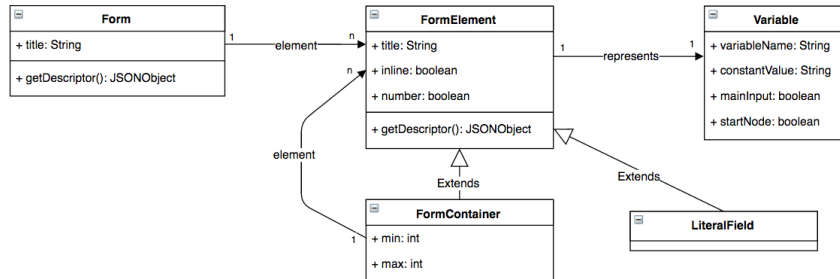 Form
+ title: String
+ getDescriptor(): JSONObject
1
element
n
FormElement
+ title: String
+ inline: boolean
+ number: boolean
+ getDescriptor(): JSONObject
1
represents
1
Variable
+ variableName: String
+ constantValue: String
+ mainInput: boolean
+ startNode: boolean
n
element
1
Extends
Extends
FormContainer
+ min: int
+ max: int
LiteralField